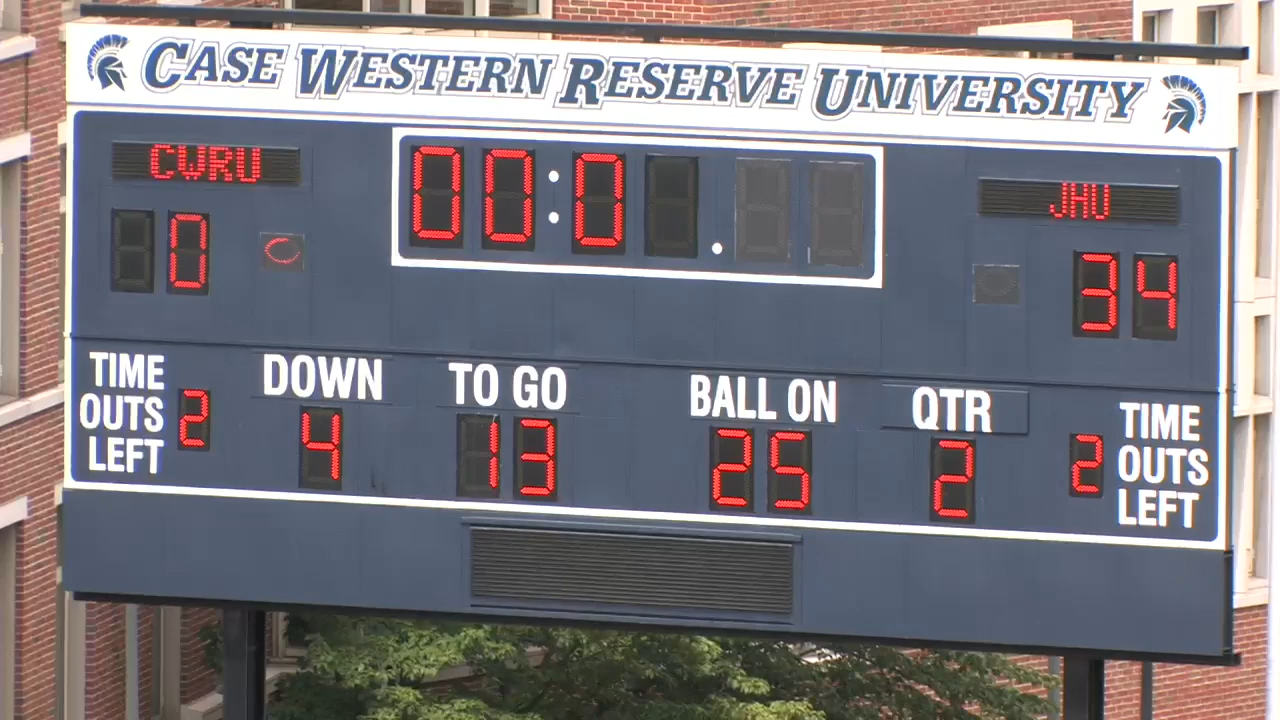 CASE WESTERN RESERVE UNIVERSITY
CWRU
00:0 .
JHU
0
34
TIME OUTS LEFT 2
DOWN 4
TO GO 13
BALL ON 25
QTR 2
2 TIME OUTS LEFT